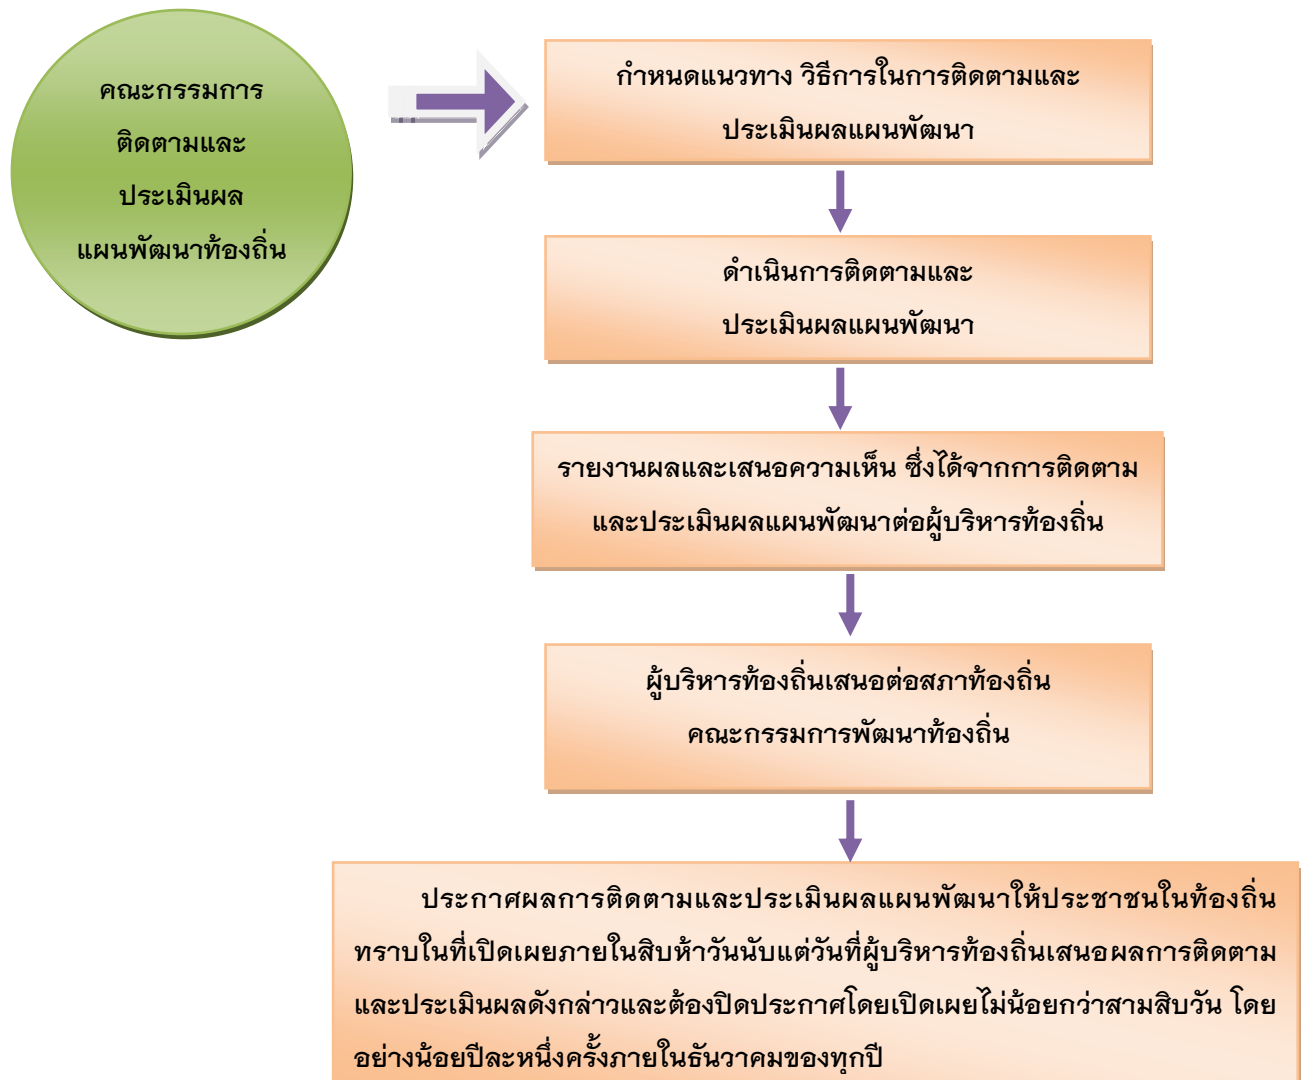 คณะกรรมการ
ติดตามและ
ประเมินผล
แผนพัฒนาท้องถิ่น
กำหนดแนวทาง วิธีการในการติดตามและ
ประเมินผลแผนพัฒนา
ดำเนินการติดตามและ
ประเมินผลแผนพัฒนา
รายงานผลและเสนอความเห็น ซึ่งได้จากการติดตาม
และประเมินผลแผนพัฒนาต่อผู้บริหารท้องถิ่น
ผู้บริหารท้องถิ่นเสนอต่อสภาท้องถิ่น
คณะกรรมการพัฒนาท้องถิ่น
ประกาศผลการติดตามและประเมินผลแผนพัฒนาให้ประชาชนในท้องถิ่น
ทราบในที่เปิดเผยภายในสิบห้าวันนับแต่วันที่ผู้บริหารท้องถิ่นเสนอผลการติดตาม
และประเมินผลดังกล่าวและต้องปิดประกาศโดยเปิดเผยไม่น้อยกว่าสามสิบวัน โดย
อย่างน้อยปีละหนึ่งครั้งภายในธันวาคมของทุกปี